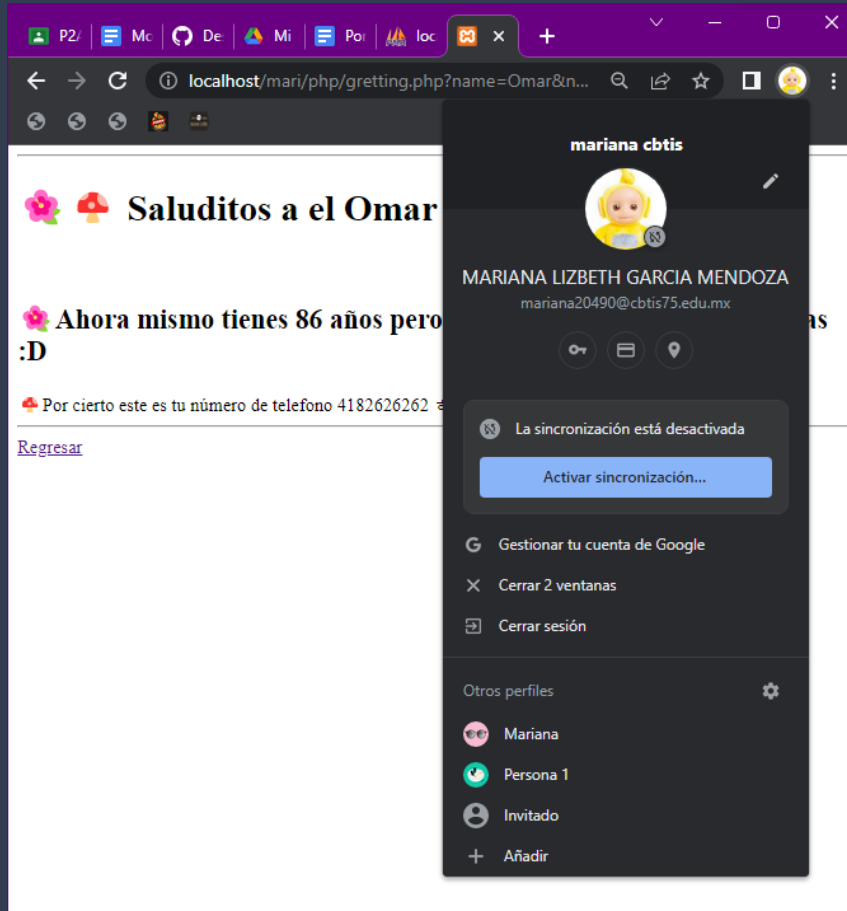 P2/
Mc
De
Mi
Por
loc
localhost/mari/php/gretting.php?name=Omar&n...
Saluditos a el Omar
Ahora mismo tienes 86 años pero
as
:D
Por cierto este es tu número de telefono 4182626262
Regresar
mariana cbtis
MARIANA LIZBETH GARCIA MENDOZA
mariana20490@cbtis75.edu.mx
La sincronización está desactivada
Activar sincronización...
Gestionar tu cuenta de Google
Cerrar 2 ventanas
Cerrar sesión
Otros perfiles
Mariana
Persona 1
Invitado
Añadir